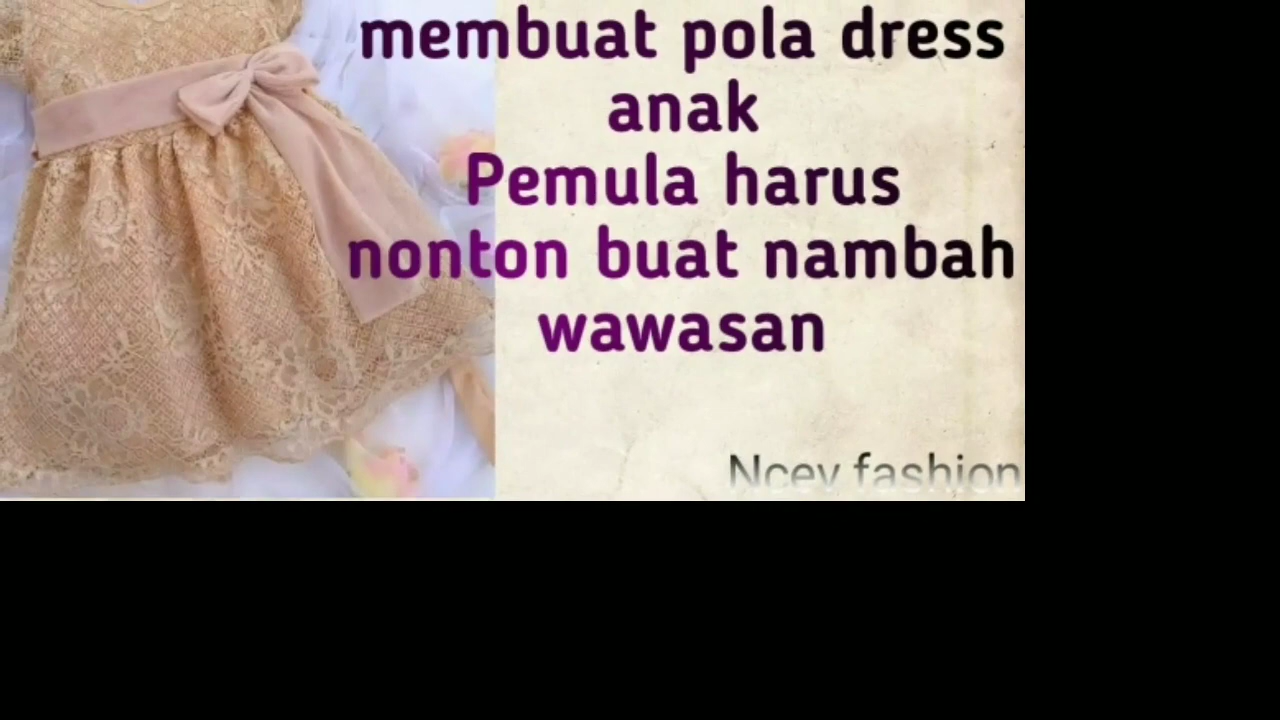 membuat pola dress
anak
Pemula harus
nonton buat nambah
wawasan
Ncey fashion